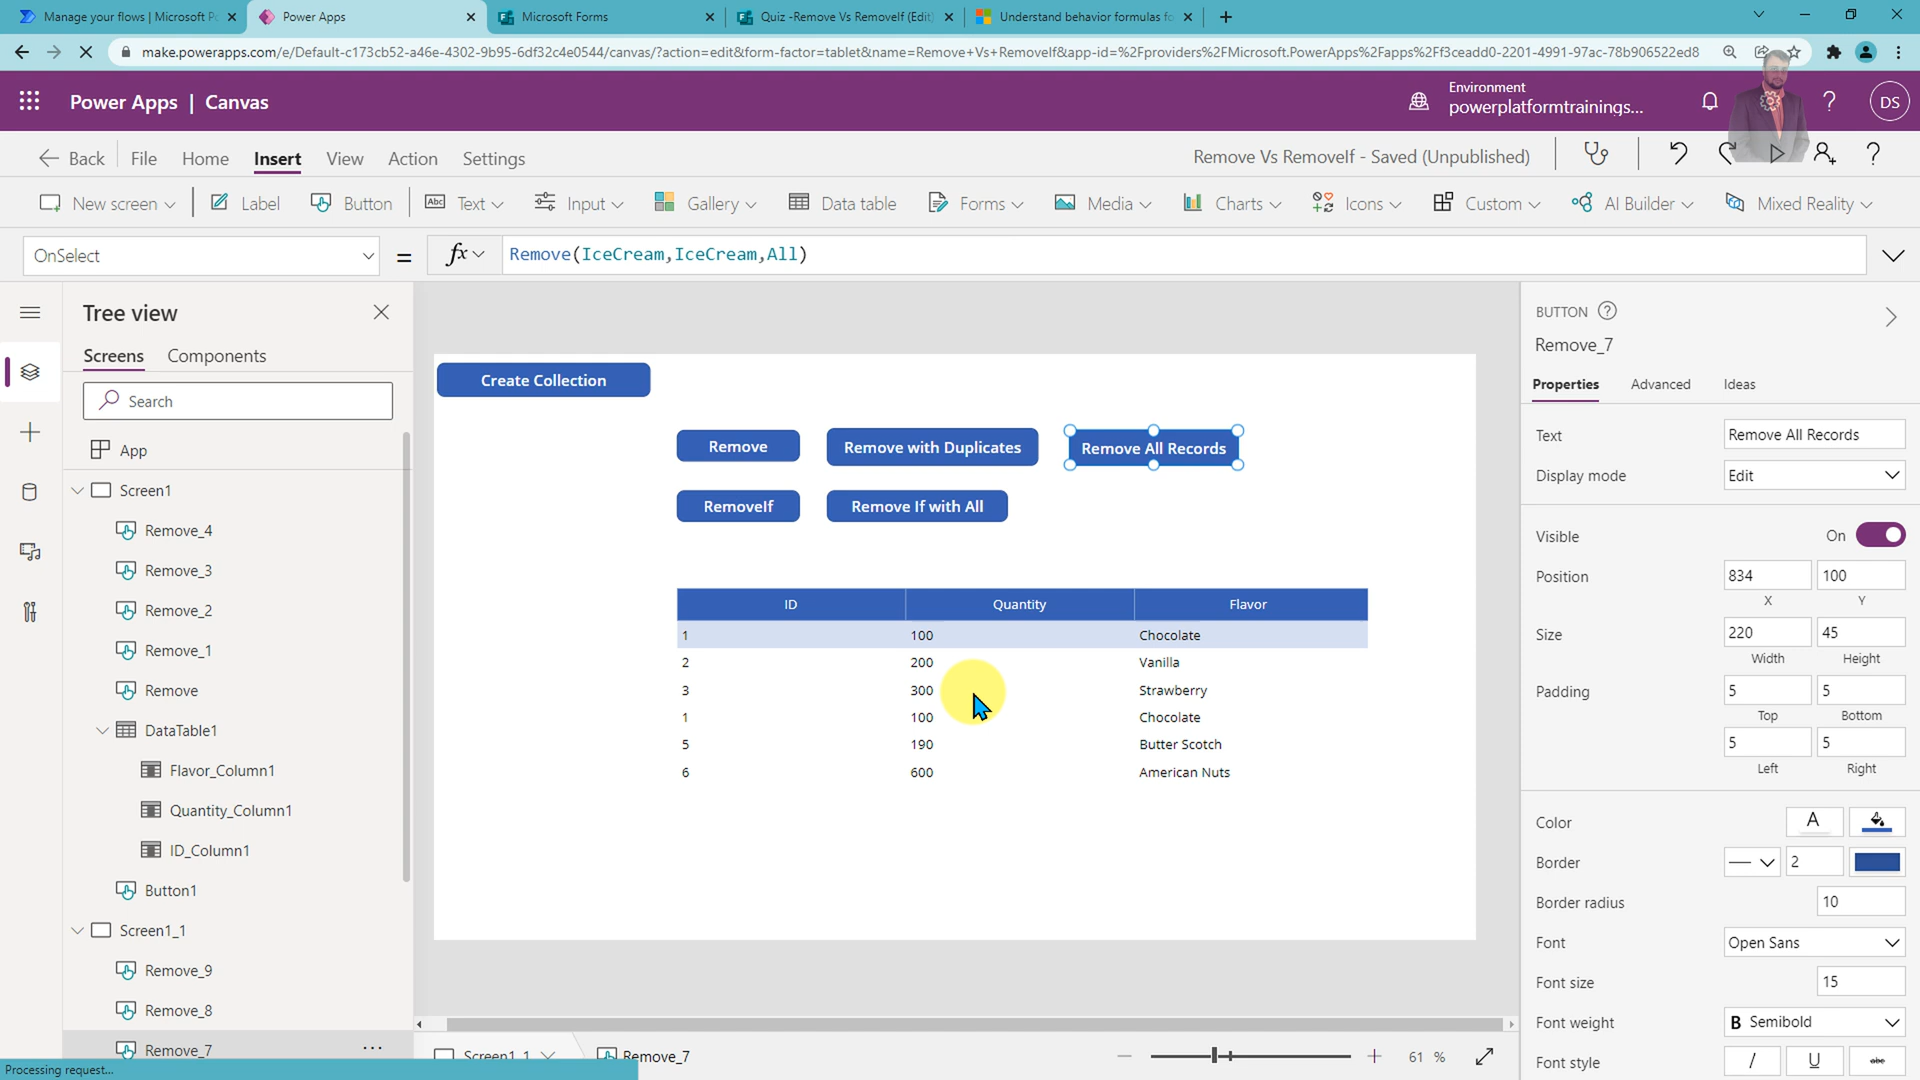 Manage your flows | Microsoft Po
Power Apps
Microsoft Forms
Quiz -Remove Vs RemoveIf (Edit)
Understand behavior formulas fo
make.powerapps.com/e/Default-c173cb52-a46e-4302-9b95-6df32c4e0544/canvas/?action=edit&form-factor=tablet&name=Remove+Vs+RemoveIf&app-id=%2Fproviders%2FMicrosoft.PowerApps%2Fapps%2Ff3ceadd0-2201-4991-97ac-78b906522ed8
Power Apps | Canvas
Environment
powerplatformtrainings...
DS
Back
File
Home
Insert
View
Action
Settings
Remove Vs RemoveIf - Saved (Unpublished)
New screen
Label
Button
Text
Input
Gallery
Data table
Forms
Media
Charts
Icons
Custom
AI Builder
Mixed Reality
OnSelect
=
fx
Remove(IceCream,IceCream,All)
Tree view
Screens
Components
Search
App
Screen1
Remove_4
Remove_3
Remove_2
Remove_1
Remove
DataTable1
Flavor_Column1
Quantity_Column1
ID_Column1
Button1
Screen1_1
Remove_9
Remove_8
Remove_7
Create Collection
Remove
Remove with Duplicates
Remove All Records
RemoveIf
Remove If with All
ID Quantity Flavor
1 100 Chocolate
2 200 Vanilla
3 300 Strawberry
1 100 Chocolate
5 190 Butter Scotch
6 600 American Nuts
Screen1_1
Remove_7
61 %
BUTTON
Remove_7
Properties
Advanced
Ideas
Text Remove All Records
Display mode Edit
Visible On
Position 834 100
X Y
Size 220 45
Width Height
Padding 5 5
Top Bottom
5 5
Left Right
Color A
Border 2
Border radius 10
Font Open Sans
Font size 15
Font weight B Semibold
Font style / U abc
Processing request...